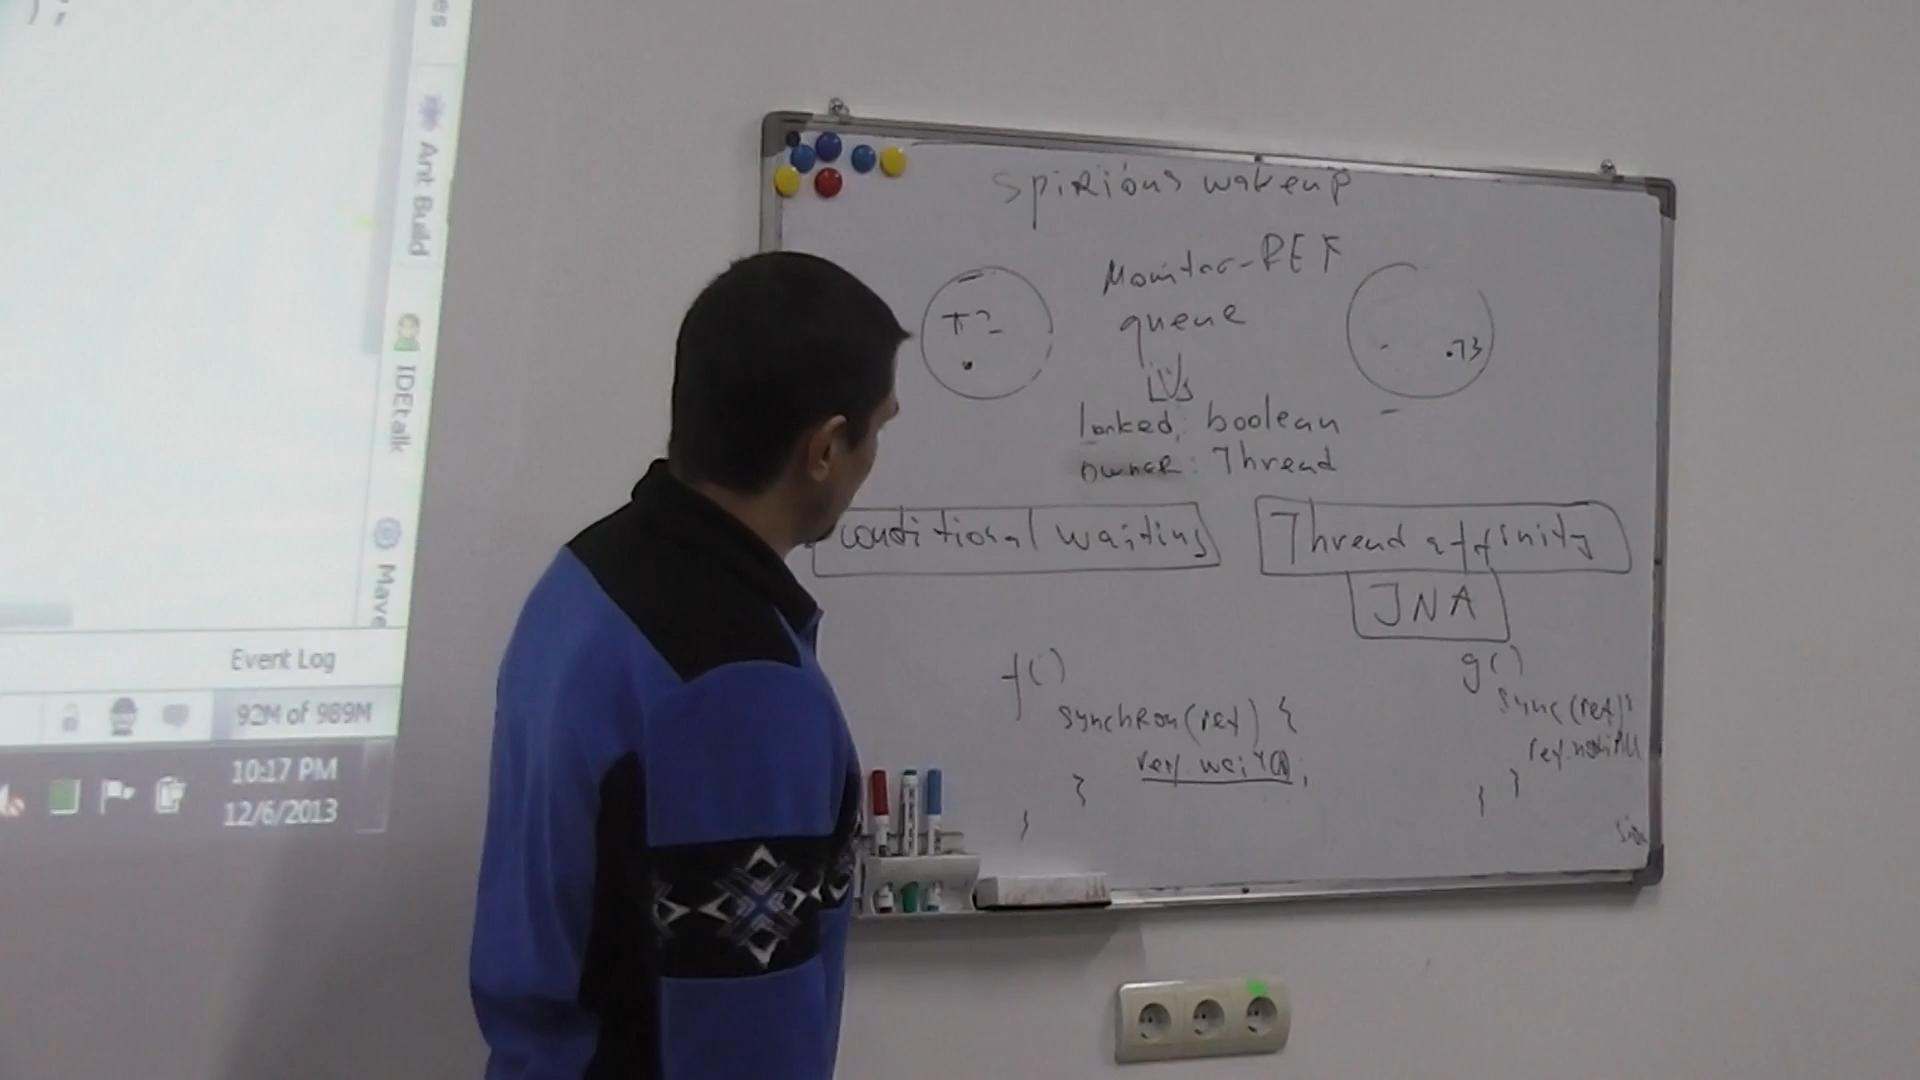 );
es
Ant Build
IDEtalk
Mave
Event Log
92M of 989M
10:17 PM
12/6/2013
Spirious wakeup
Monitor-REF
queue
T2
.T3
locked: boolean
owner: Thread
conditional waiting
Thread affinity
JNA
f()
synchron(ref) {
ref.wait();
}
}
g()
sync(ref){
ref.notifyAll
}
}